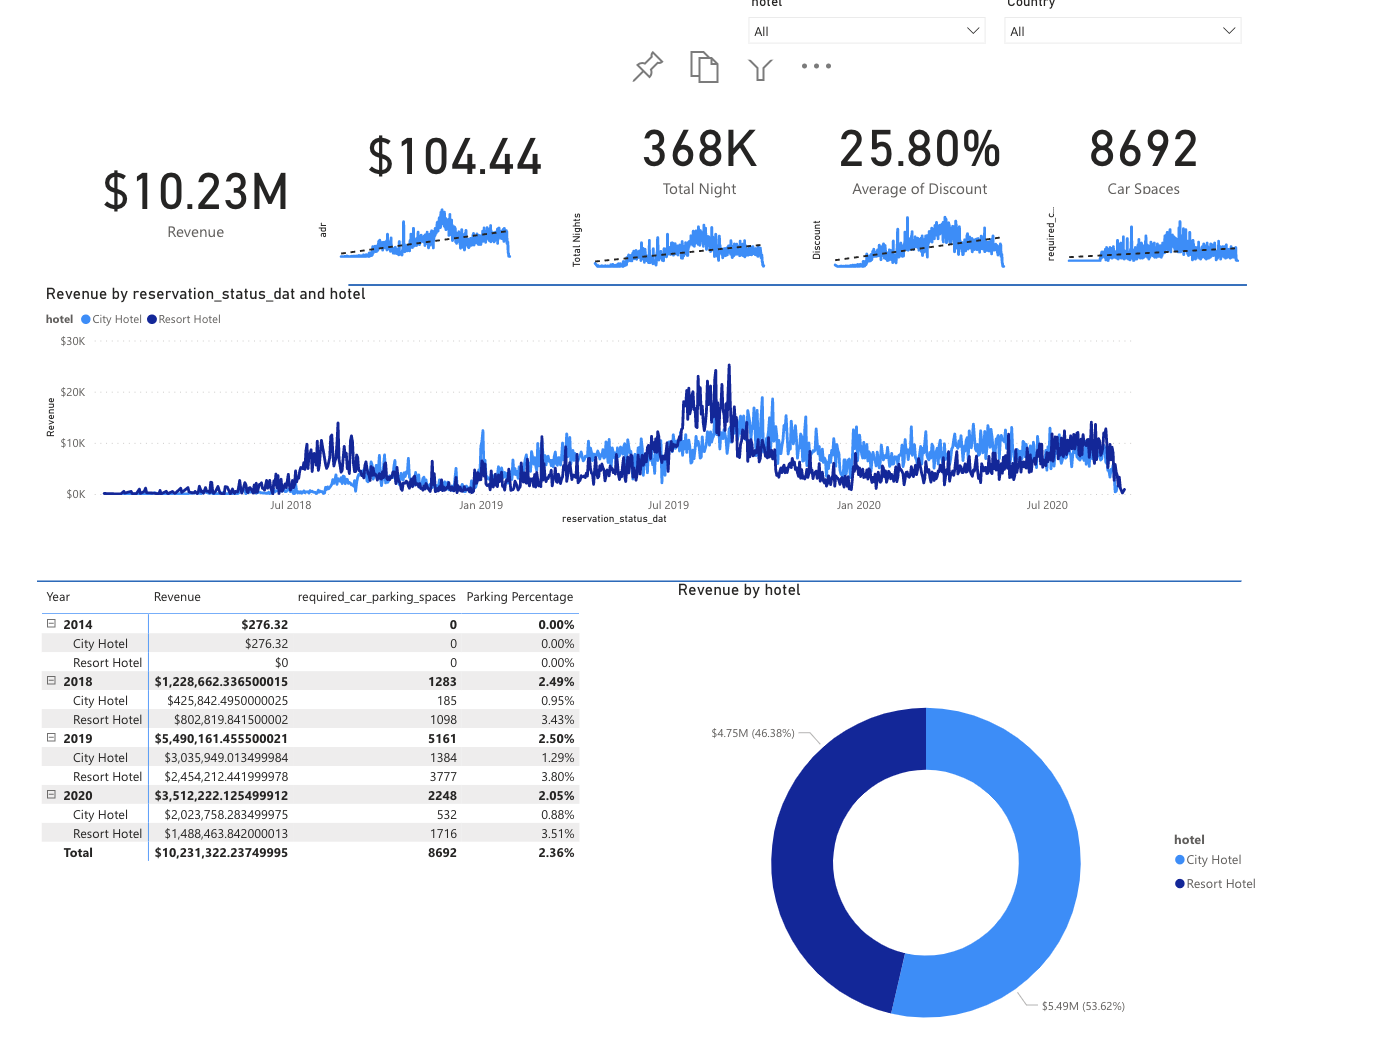 hotel
Country
All
All
$10.23M
Revenue
$104.44
368K
Total Night
25.80%
Average of Discount
8692
Car Spaces
adr
Total Nights
Discount
required_c...
Revenue by reservation_status_dat and hotel
hotel City Hotel Resort Hotel
$30K
$20K
$10K
$0K
Revenue
Jul 2018 Jan 2019 Jul 2019 Jan 2020 Jul 2020
reservation_status_dat
Year Revenue required_car_parking_spaces Parking Percentage
2014 $276.32 0 0.00%
City Hotel $276.32 0 0.00%
Resort Hotel $0 0 0.00%
2018 $1,228,662.336500015 1283 2.49%
City Hotel $425,842.4950000025 185 0.95%
Resort Hotel $802,819.841500002 1098 3.43%
2019 $5,490,161.455500021 5161 2.50%
City Hotel $3,035,949.013499984 1384 1.29%
Resort Hotel $2,454,212.441999978 3777 3.80%
2020 $3,512,222.125499912 2248 2.05%
City Hotel $2,023,758.283499975 532 0.88%
Resort Hotel $1,488,463.842000013 1716 3.51%
Total $10,231,322.23749995 8692 2.36%
Revenue by hotel
$4.75M (46.38%)
$5.49M (53.62%)
hotel
City Hotel
Resort Hotel